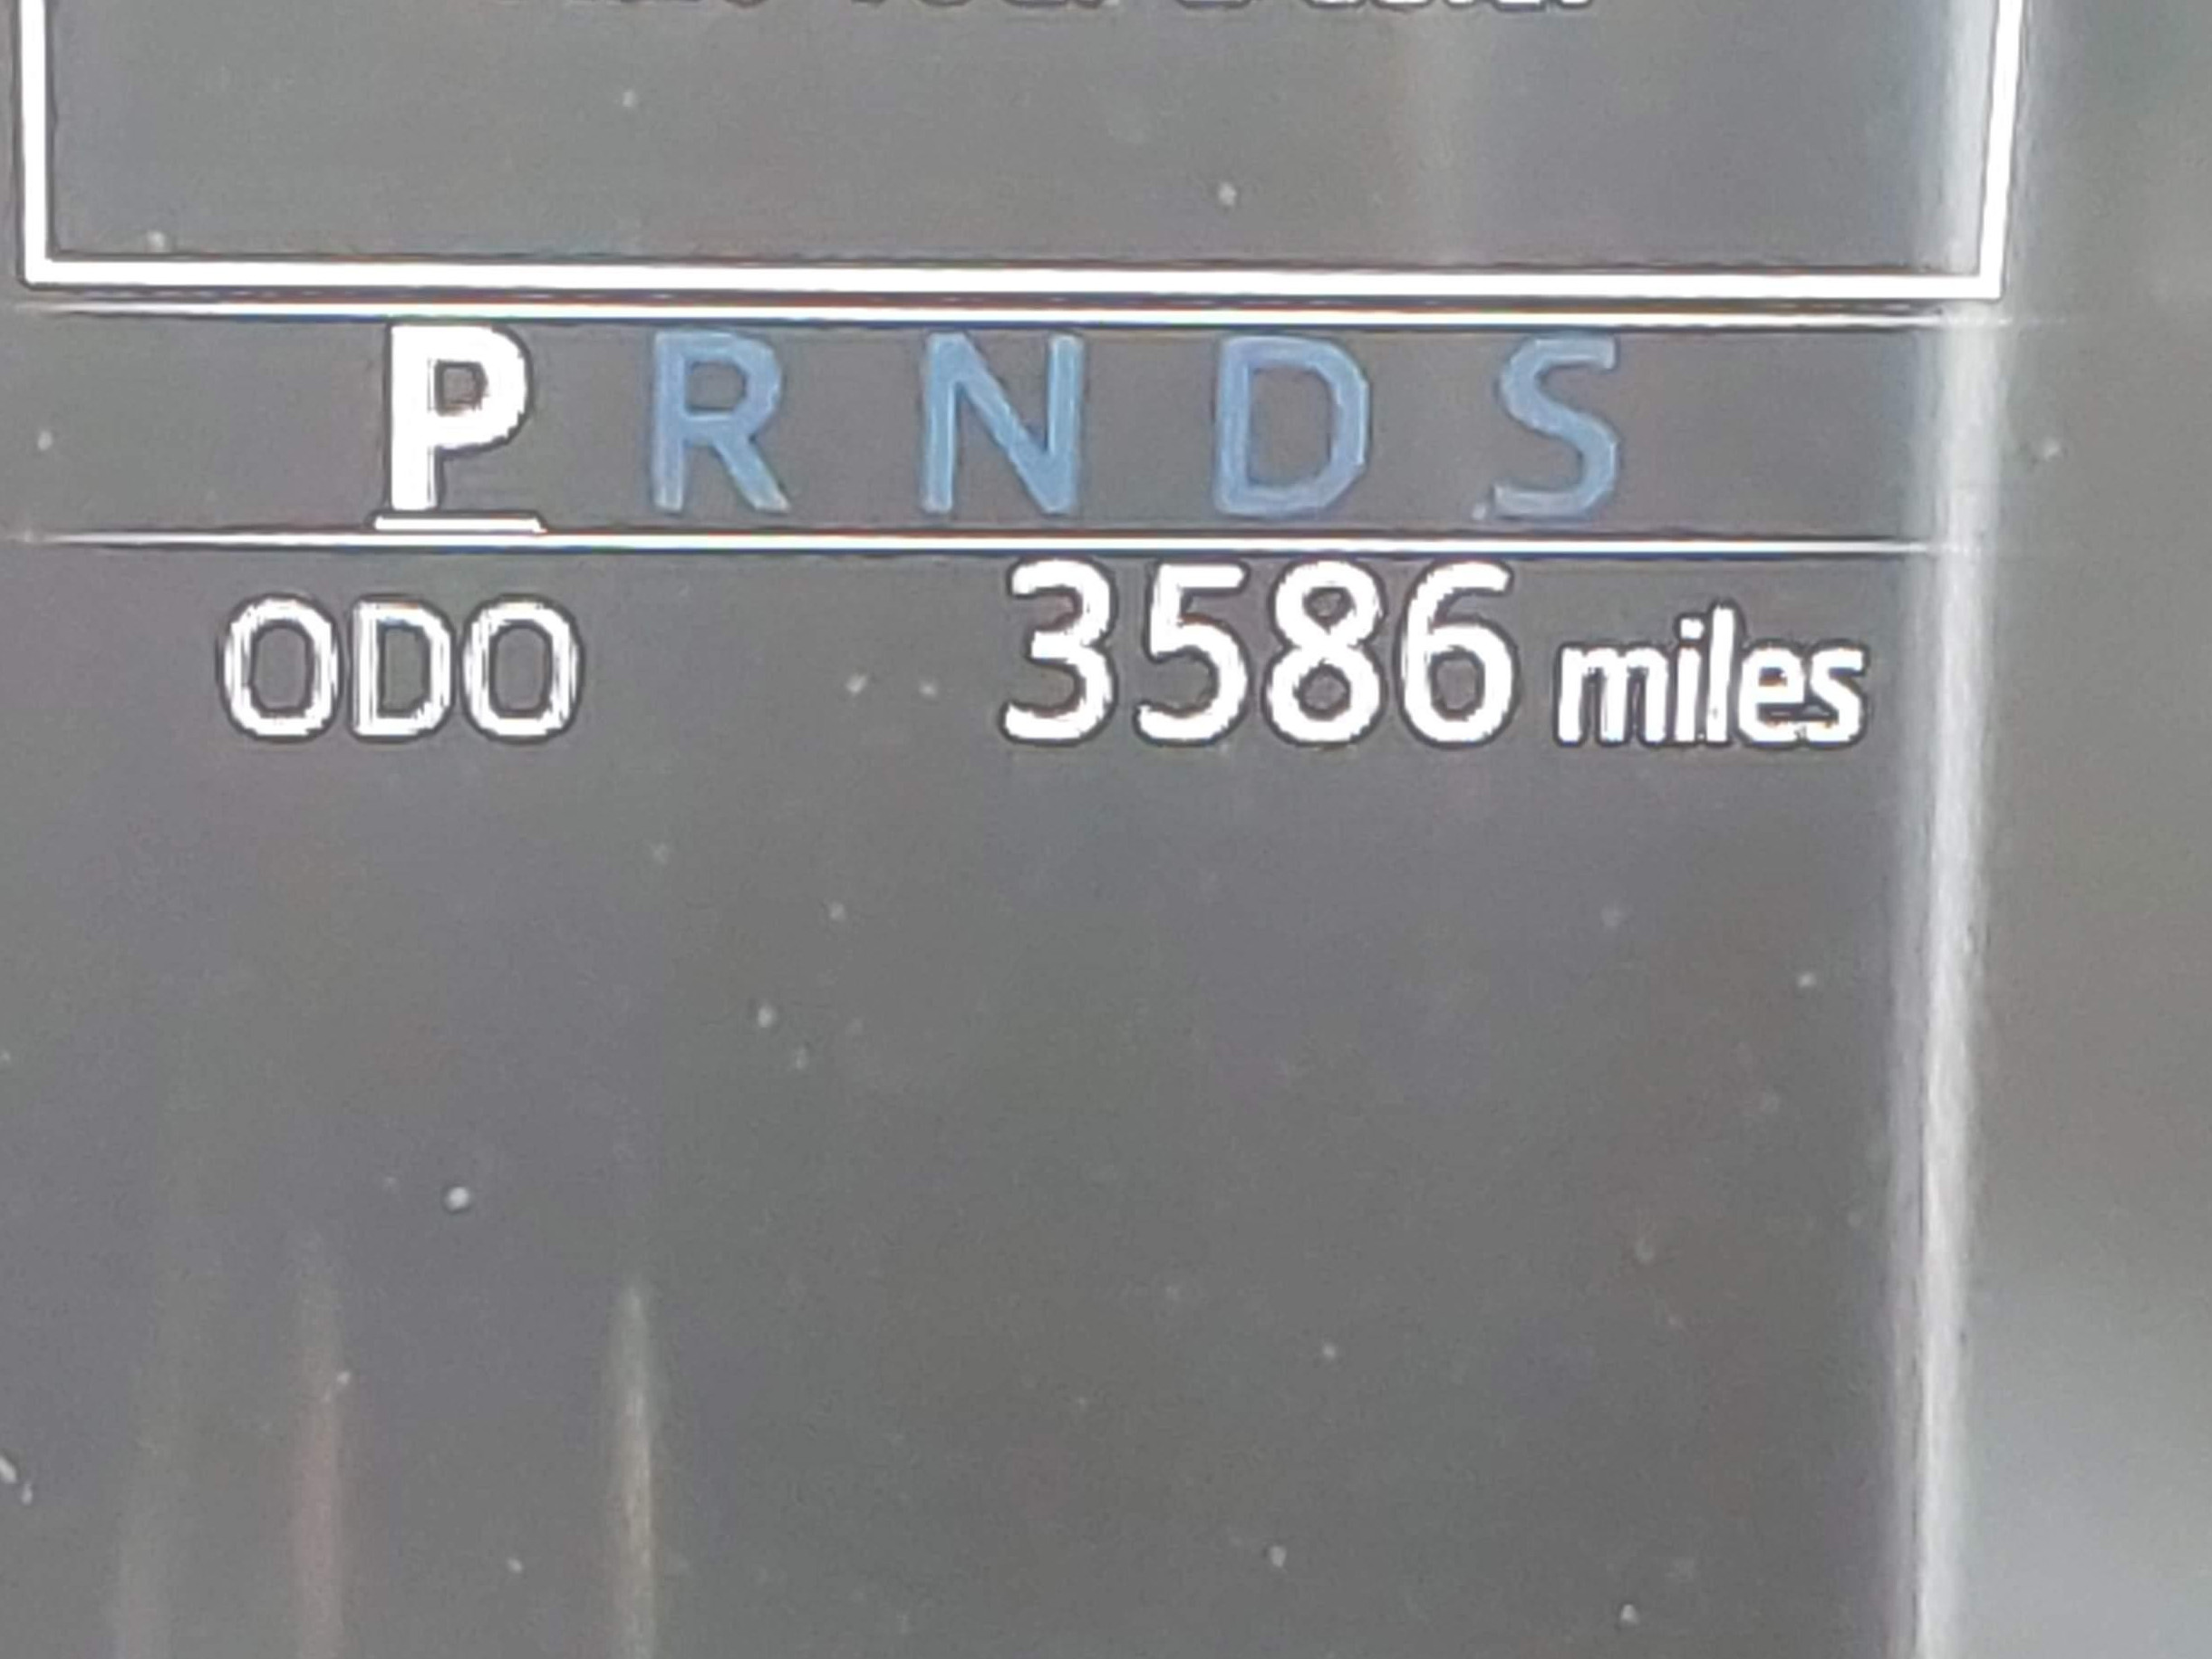 P R N D S
ODO 3586 miles